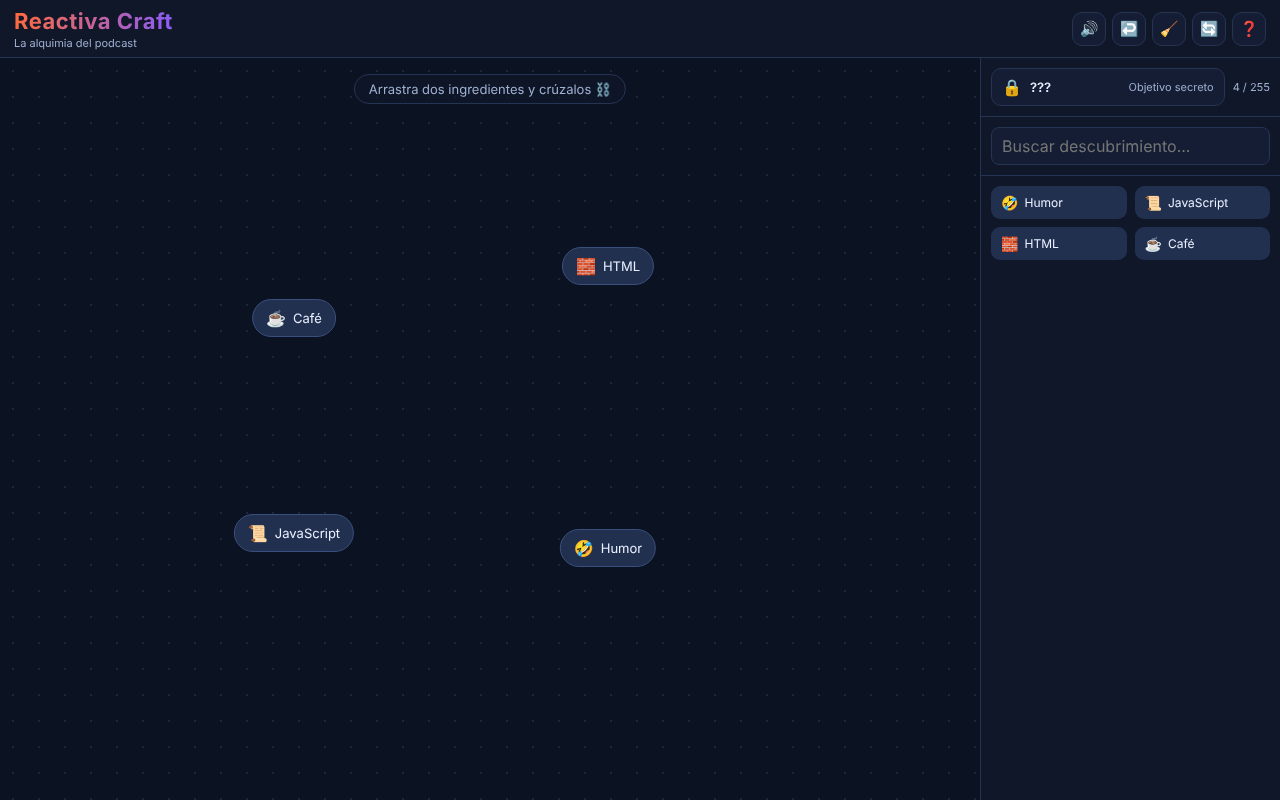 Reactiva Craft
La alquimia del podcast
Arrastra dos ingredientes y crúzalos
??? Objetivo secreto 4 / 255
Buscar descubrimiento...
Humor JavaScript
HTML Café
HTML
Café
JavaScript
Humor